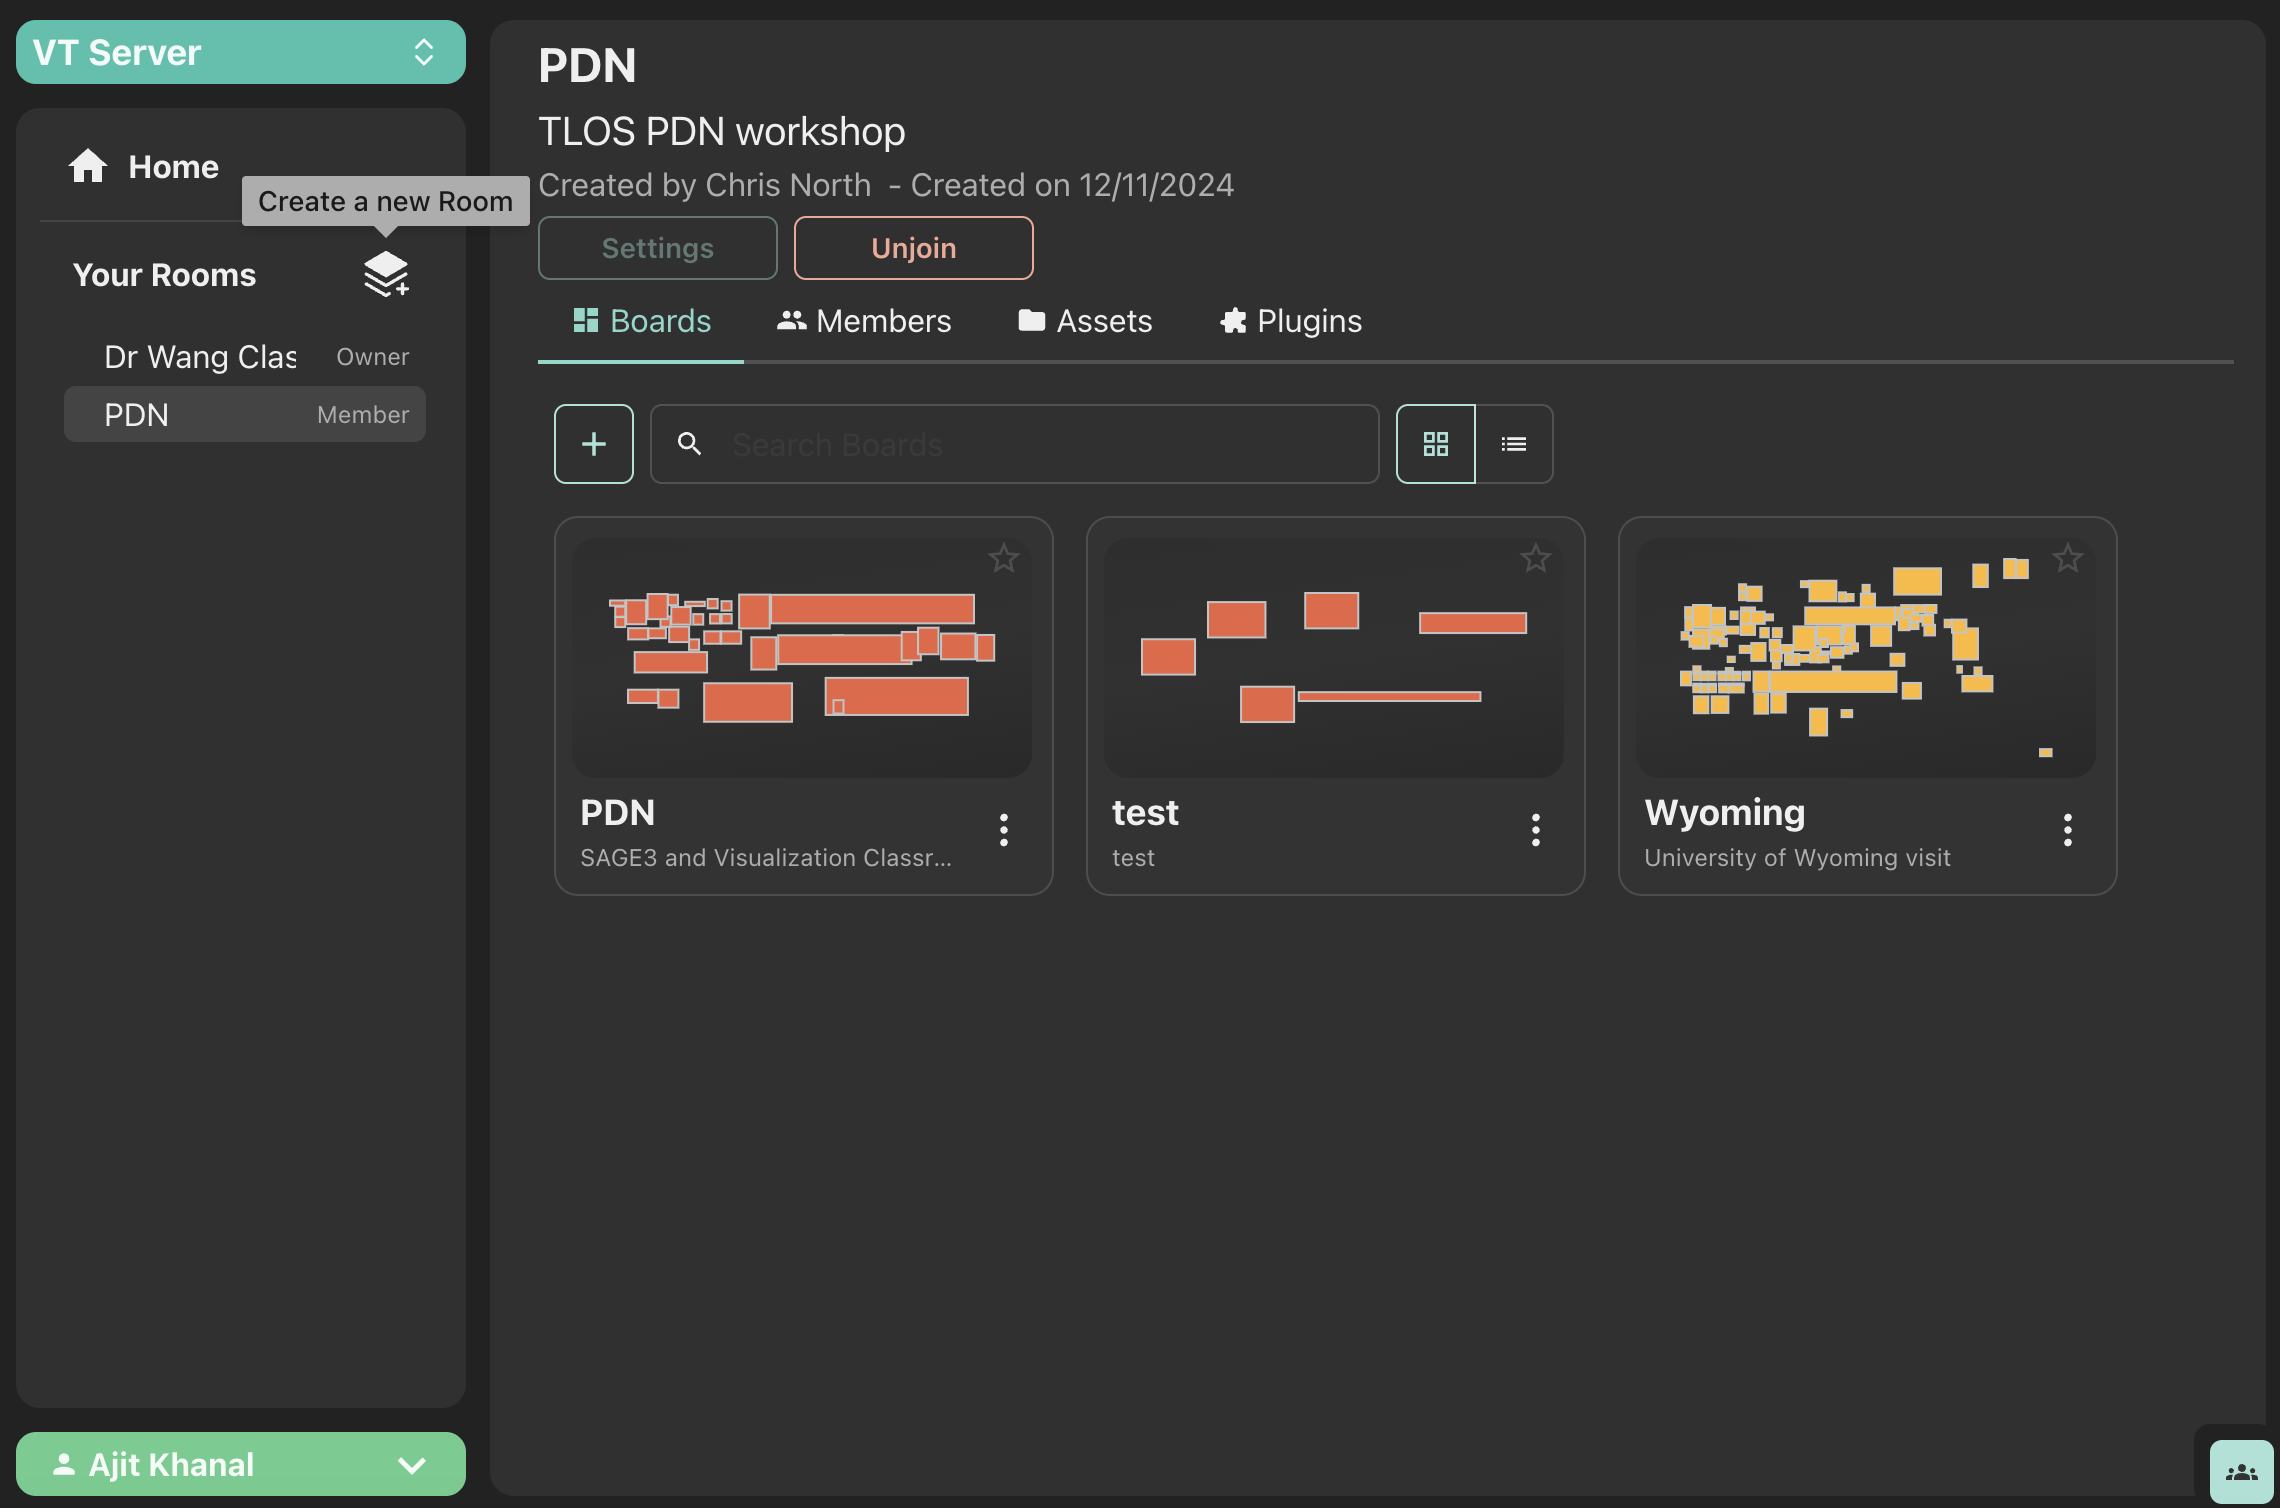 VT Server
Home
Create a new Room
Your Rooms
Dr Wang Clas Owner
PDN Member
Ajit Khanal
PDN
TLOS PDN workshop
Created by Chris North - Created on 12/11/2024
Settings Unjoin
Boards Members Assets Plugins
Search Boards
PDN
SAGE3 and Visualization Classr...
test
test
Wyoming
University of Wyoming visit